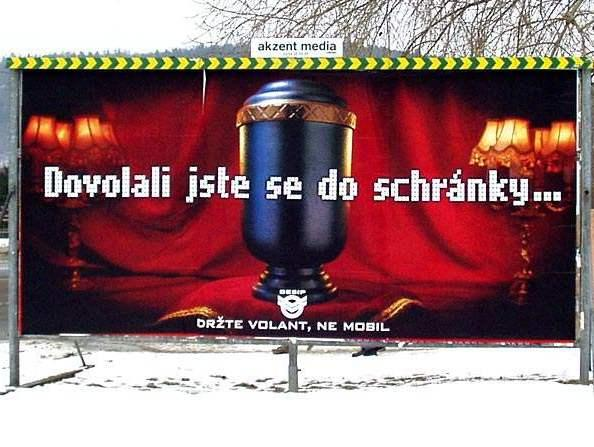 akzent media
Dovolali jste se do schránky...
BESIP
DRŽTE VOLANT, NE MOBIL